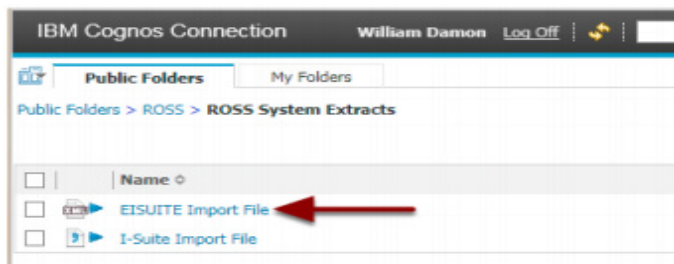 IBM Cognos Connection William Damon Log Off
Public Folders My Folders
Public Folders > ROSS > ROSS System Extracts
Name
EISUITE Import File
I-Suite Import File